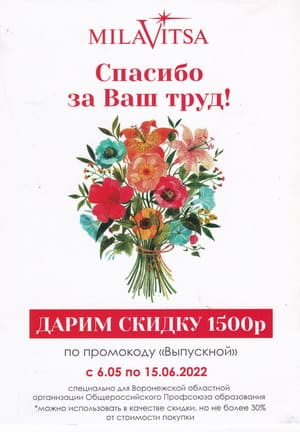 MILAVITSA
Спасибо
за Ваш труд!
ДАРИМ СКИДКУ 1500р
по промокоду «Выпускной»
с 6.05 по 15.06.2022
специально для Воронежской областной
организации Общероссийского Профсоюза образования
*можно использовать в качестве скидки, но не более 30%
от стоимости покупки